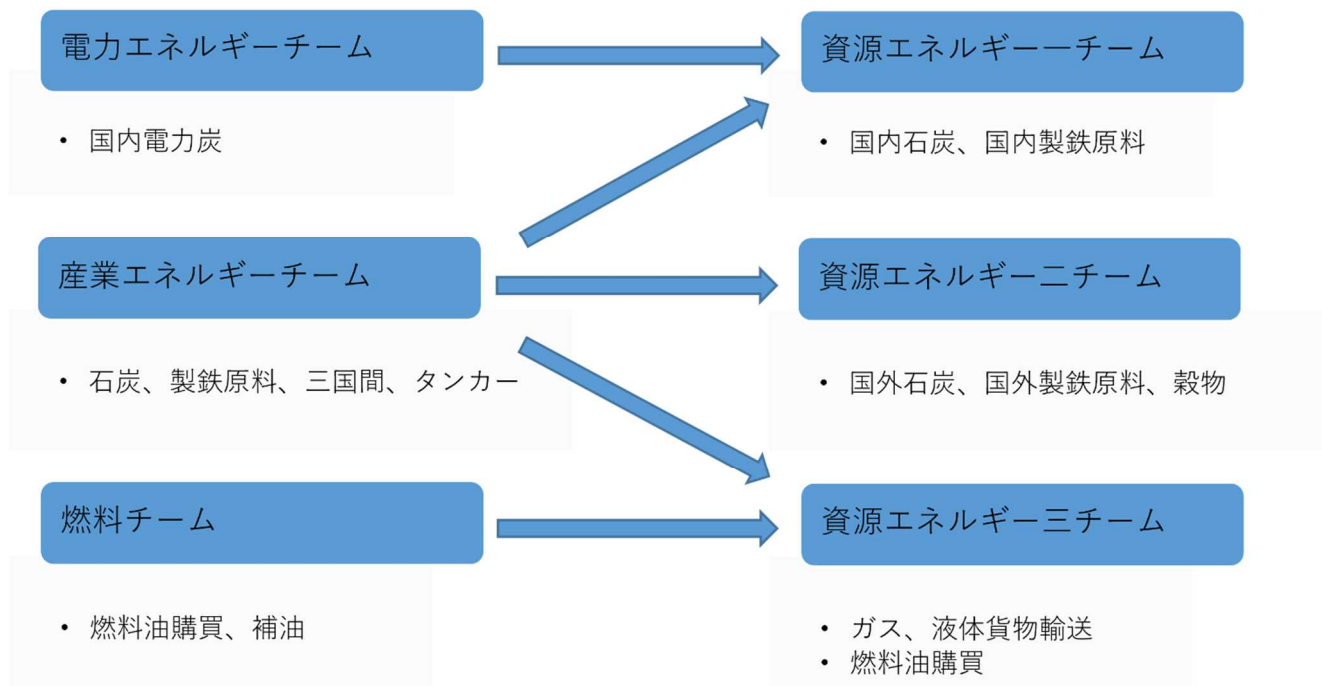 電力エネルギーチーム
資源エネルギー一チーム
• 国内電力炭
• 国内石炭、国内製鉄原料
産業エネルギーチーム
資源エネルギー二チーム
• 石炭、製鉄原料、三国間、タンカー
• 国外石炭、国外製鉄原料、穀物
燃料チーム
資源エネルギー三チーム
• 燃料油購買、補油
• ガス、液体貨物輸送
• 燃料油購買